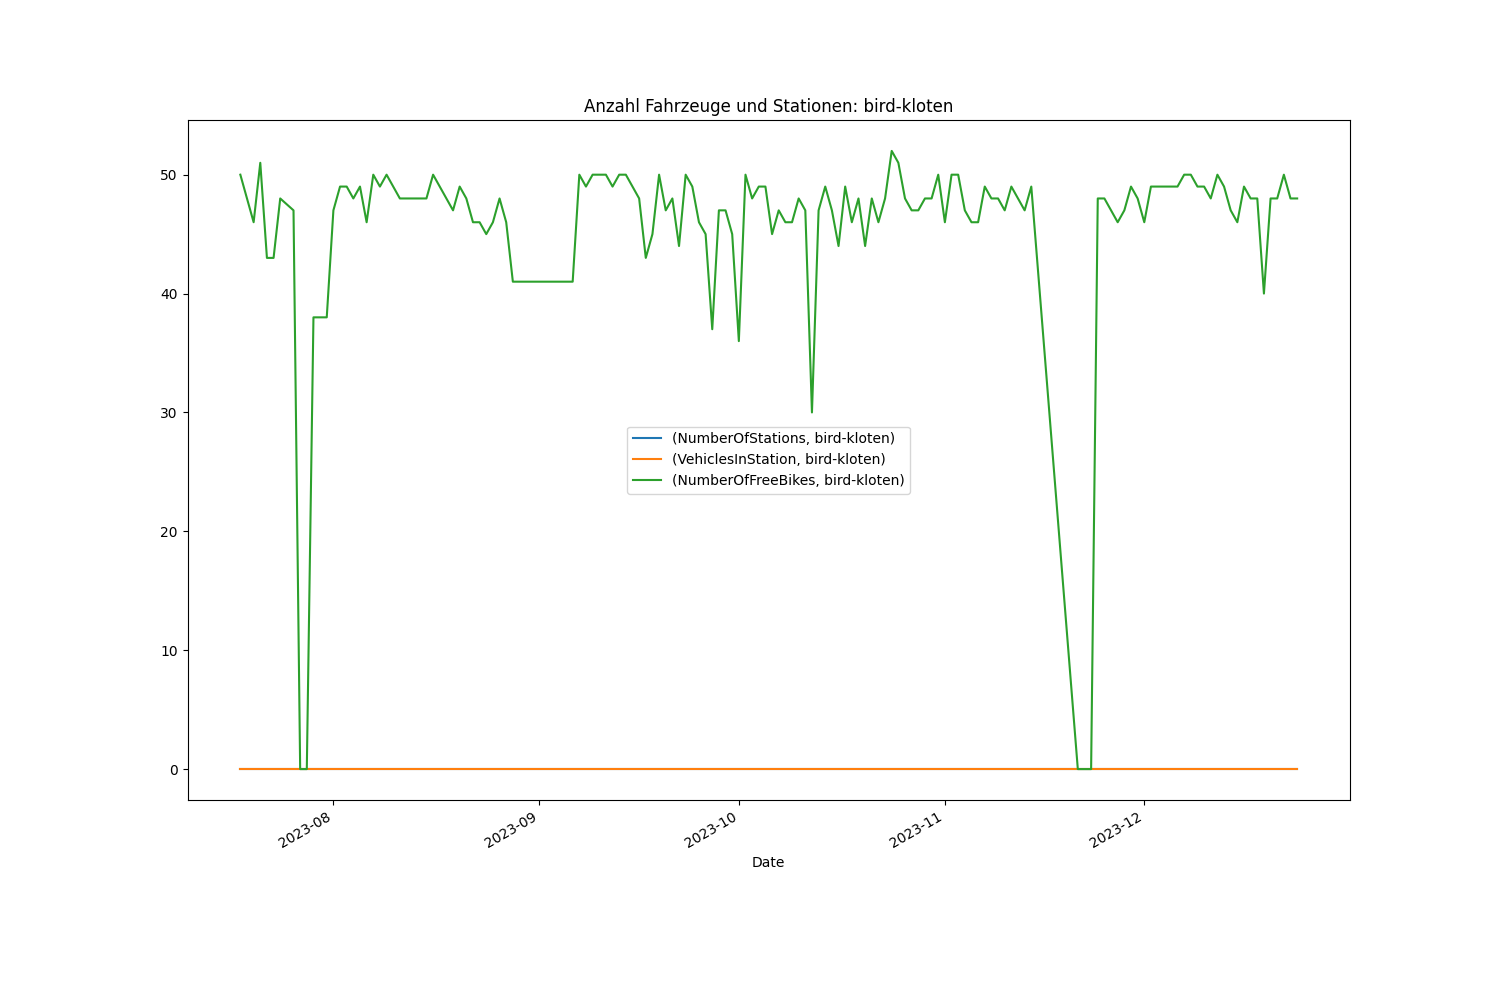 Anzahl Fahrzeuge und Stationen: bird-kloten
50
40
30
20
10
0
(NumberOfStations, bird-kloten)
(VehiclesInStation, bird-kloten)
(NumberOfFreeBikes, bird-kloten)
2023-08
2023-09
2023-10
2023-11
2023-12
Date